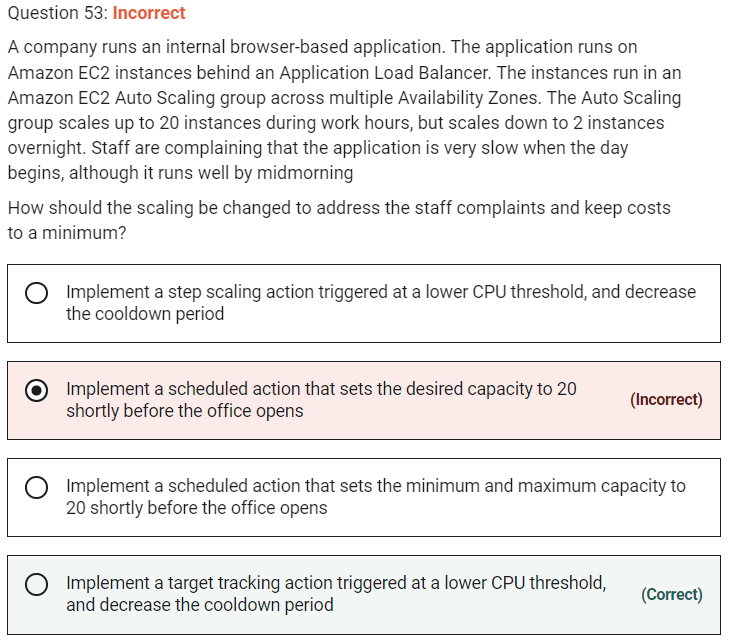 Question 53: Incorrect
A company runs an internal browser-based application. The application runs on
Amazon EC2 instances behind an Application Load Balancer. The instances run in an
Amazon EC2 Auto Scaling group across multiple Availability Zones. The Auto Scaling
group scales up to 20 instances during work hours, but scales down to 2 instances
overnight. Staff are complaining that the application is very slow when the day
begins, although it runs well by midmorning
How should the scaling be changed to address the staff complaints and keep costs
to a minimum?
Implement a step scaling action triggered at a lower CPU threshold, and decrease
the cooldown period
Implement a scheduled action that sets the desired capacity to 20
shortly before the office opens
(Incorrect)
Implement a scheduled action that sets the minimum and maximum capacity to
20 shortly before the office opens
Implement a target tracking action triggered at a lower CPU threshold,
and decrease the cooldown period
(Correct)